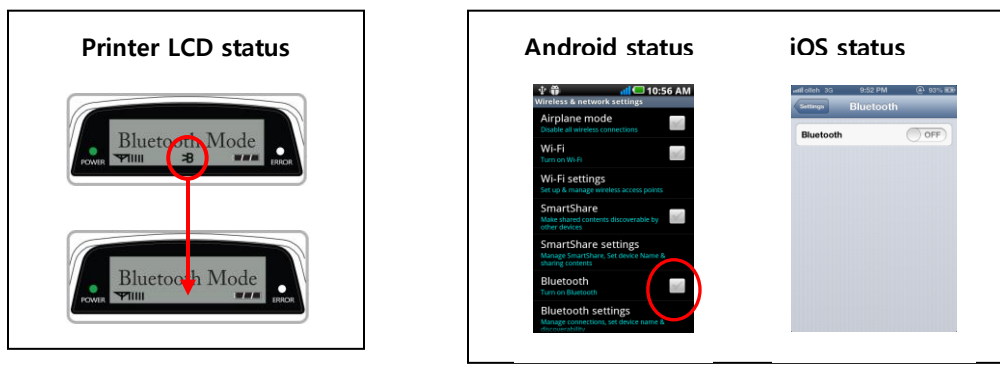 Printer LCD status
Bluetooth Mode
POWER
ERROR
Bluetooth Mode
POWER
ERROR
Android status
10:56 AM
Wireless & network settings
Airplane mode
Disable all wireless connections
Wi-Fi
Turn on Wi-Fi
Wi-Fi settings
Set up & manage wireless access points
SmartShare
Make shared contents discoverable by
other devices
SmartShare settings
Manage SmartShare, Set device Name &
sharing contents
Bluetooth
Turn on Bluetooth
Bluetooth settings
Manage connections, set device name &
discoverability
iOS status
olleh 3G 9:52 PM 93%
Settings Bluetooth
Bluetooth OFF